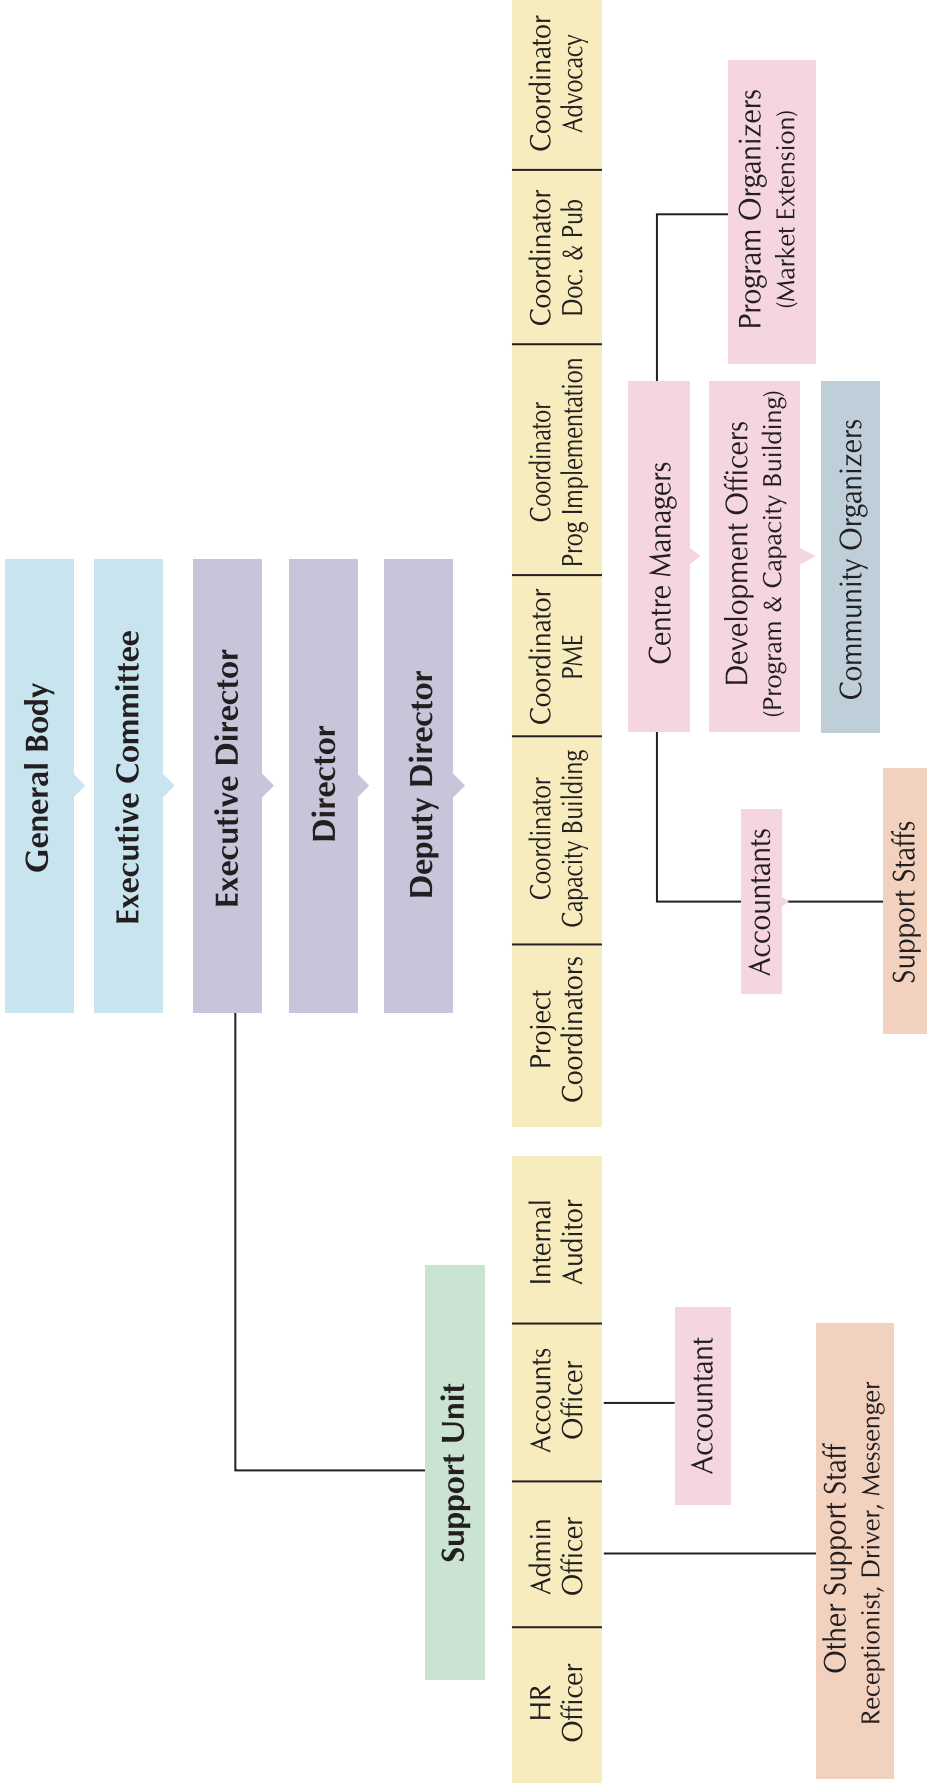 General Body
Executive Committee
Executive Director
Director
Deputy Director
Support Unit
HR
Officer
Admin
Officer
Accounts
Officer
Internal
Auditor
Project
Coordinators
Coordinator
Capacity Building
Coordinator
PME
Coordinator
Prog Implementation
Coordinator
Doc. & Pub
Coordinator
Advocacy
Centre Managers
Accountant
Accountants
Development Officers
(Program & Capacity Building)
Program Organizers
(Market Extension)
Other Support Staff
Receptionist, Driver, Messenger
Community Organizers
Support Staffs